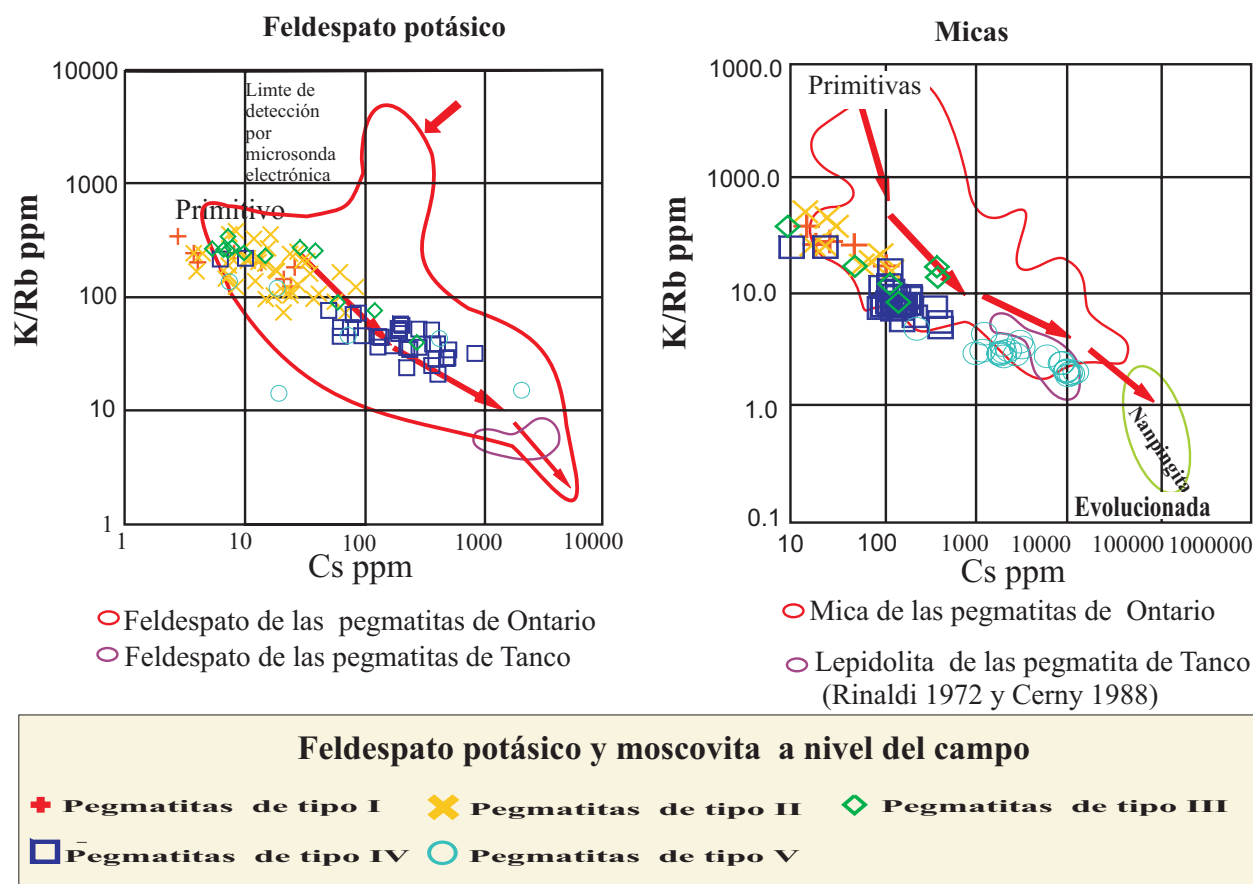 Feldespato potásico
10000
1000
100
10
1
K/Rb ppm
Limte de
detección
por
microsonda
electrónica
Primitivo
1 10 100 1000 10000
Cs ppm
Feldespato de las pegmatitas de Ontario
Feldespato de las pegmatitas de Tanco
Micas
1000.0
1000.0
10.0
1.0
0.1
K/Rb ppm
Primitivas
Nanpingita
Evolucionada
10 100 1000 10000 100000 1000000
Cs ppm
Mica de las pegmatitas de Ontario
Lepidolita de las pegmatita de Tanco
(Rinaldi 1972 y Cerny 1988)
Feldespato potásico y moscovita a nivel del campo
Pegmatitas de tipo I Pegmatitas de tipo II Pegmatitas de tipo III
Pegmatitas de tipo IV Pegmatitas de tipo V